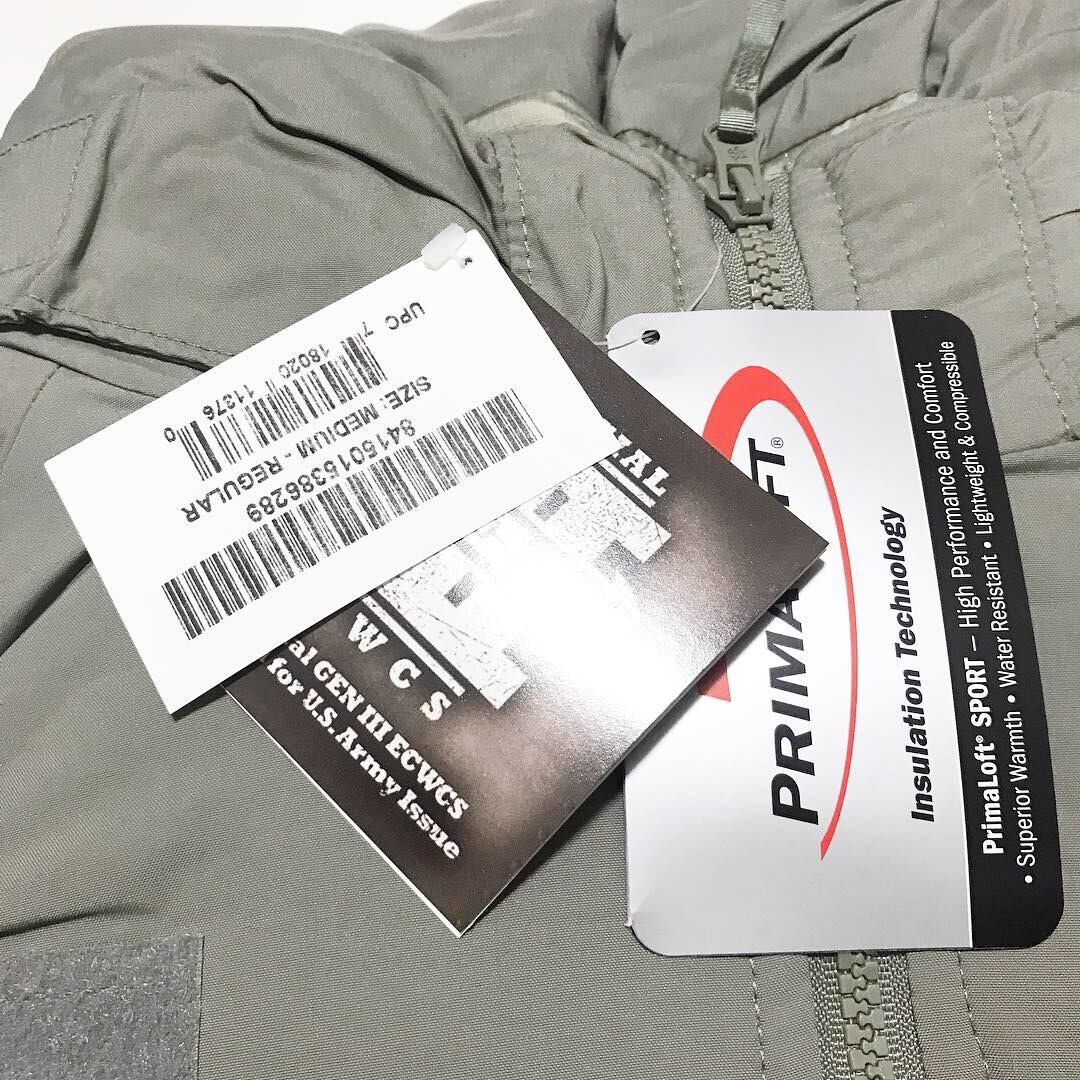 UPC 7 18020 11376 0
SIZE: MEDIUM - REGULAR
8415015386289
WCS
GEN III ECWCS
for U.S. Army Issue
PRIMALOFT®
Insulation Technology
PrimaLoft® SPORT – High Performance and Comfort
• Superior Warmth • Water Resistant • Lightweight & Compressible